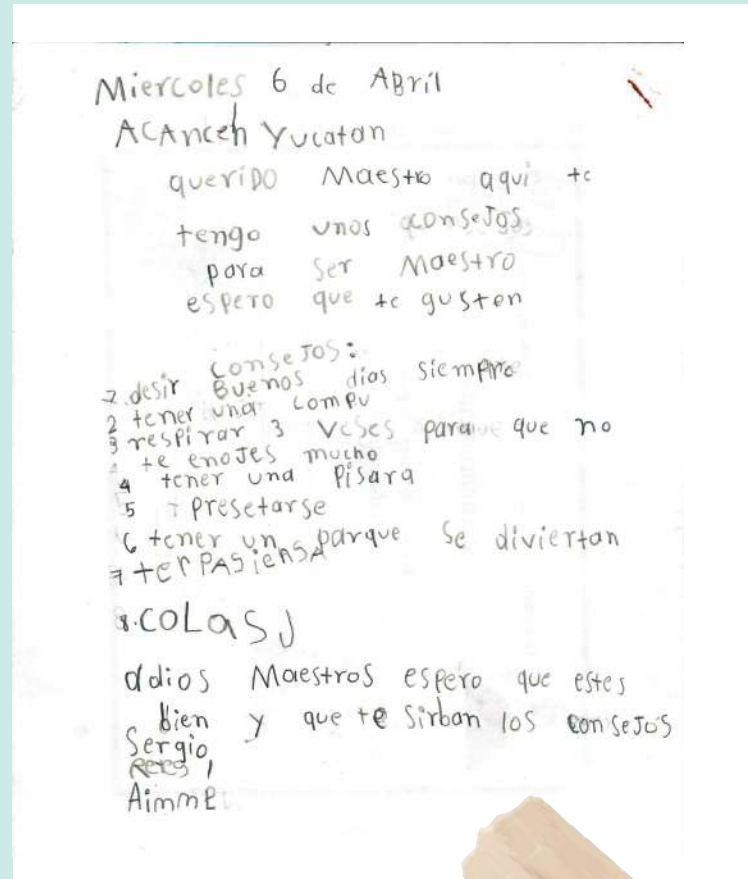 Miercoles 6 de ABril
ACAnceh Yucatan
queriDO Maestro aqui te
tengo unos consejos
para ser Maestro
espero que te gusten
consejos:
1.desir Buenos dias siempre
2 tener una compu
3 respirar 3 veses para que no
te enojes mucho
4 tener una Pisara
5 presetarse
6 tener un parque se diviertan
7 ter PASiensA
8.COLaS
adios Maestros espero que estes
bien y que te sirban los consejos
Sergio
Aimme